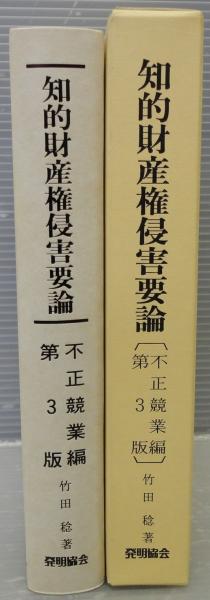 知的財産権侵害要論
不正競業編
第3版
竹田 稔 著
発明協会
知的財産権侵害要論
〔不正競業編
第3版〕
竹田 稔 著
発明協会